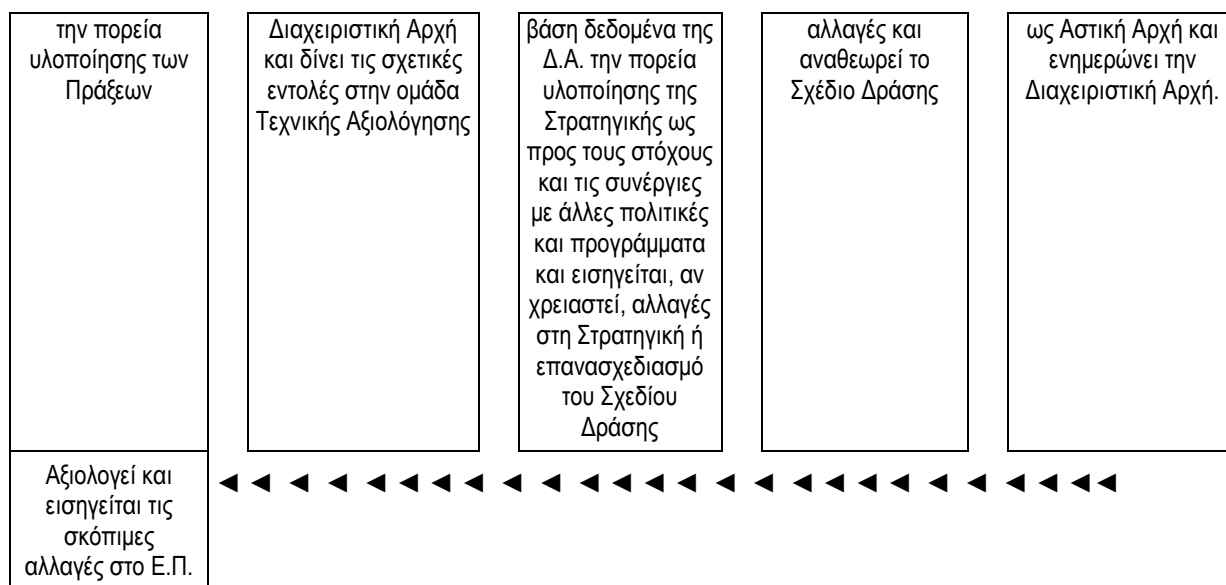 την πορεία
υλοποίησης των
Πράξεων
Διαχειριστική Αρχή
και δίνει τις σχετικές
εντολές στην ομάδα
Τεχνικής Αξιολόγησης
βάση δεδομένα της
Δ.Α. την πορεία
υλοποίησης της
Στρατηγικής ως
προς τους στόχους
και τις συνέργιες
με άλλες πολιτικές
και προγράμματα
και εισηγείται, αν
χρειαστεί, αλλαγές
στη Στρατηγική ή
επανασχεδιασμό
του Σχεδίου
Δράσης
αλλαγές και
αναθεωρεί το
Σχέδιο Δράσης
ως Αστική Αρχή και
ενημερώνει την
Διαχειριστική Αρχή.
Αξιολογεί και
εισηγείται τις
σκόπιμες
αλλαγές στο Ε.Π.